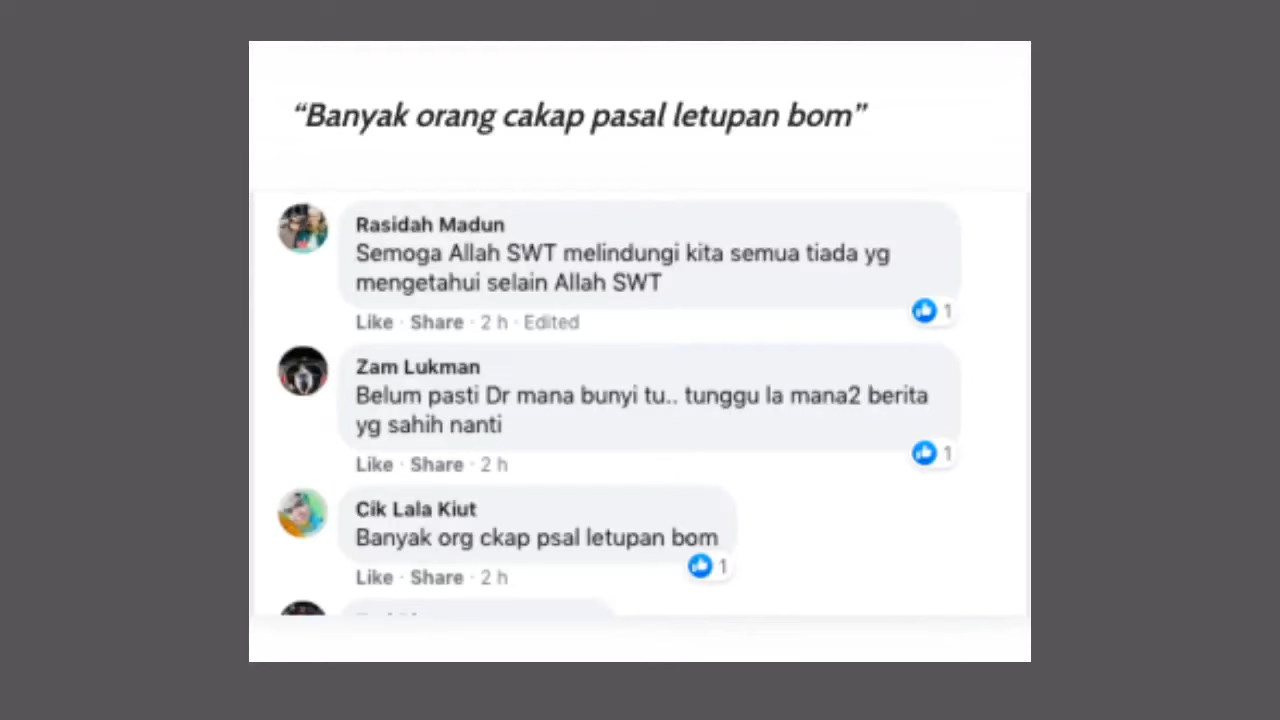 “Banyak orang cakap pasal letupan bom”
Rasidah Madun
Semoga Allah SWT melindungi kita semua tiada yg
mengetahui selain Allah SWT
Like · Share · 2 h · Edited
1
Zam Lukman
Belum pasti Dr mana bunyi tu.. tunggu la mana2 berita
yg sahih nanti
Like · Share · 2 h
1
Cik Lala Kiut
Banyak org ckap psal letupan bom
Like · Share · 2 h
1